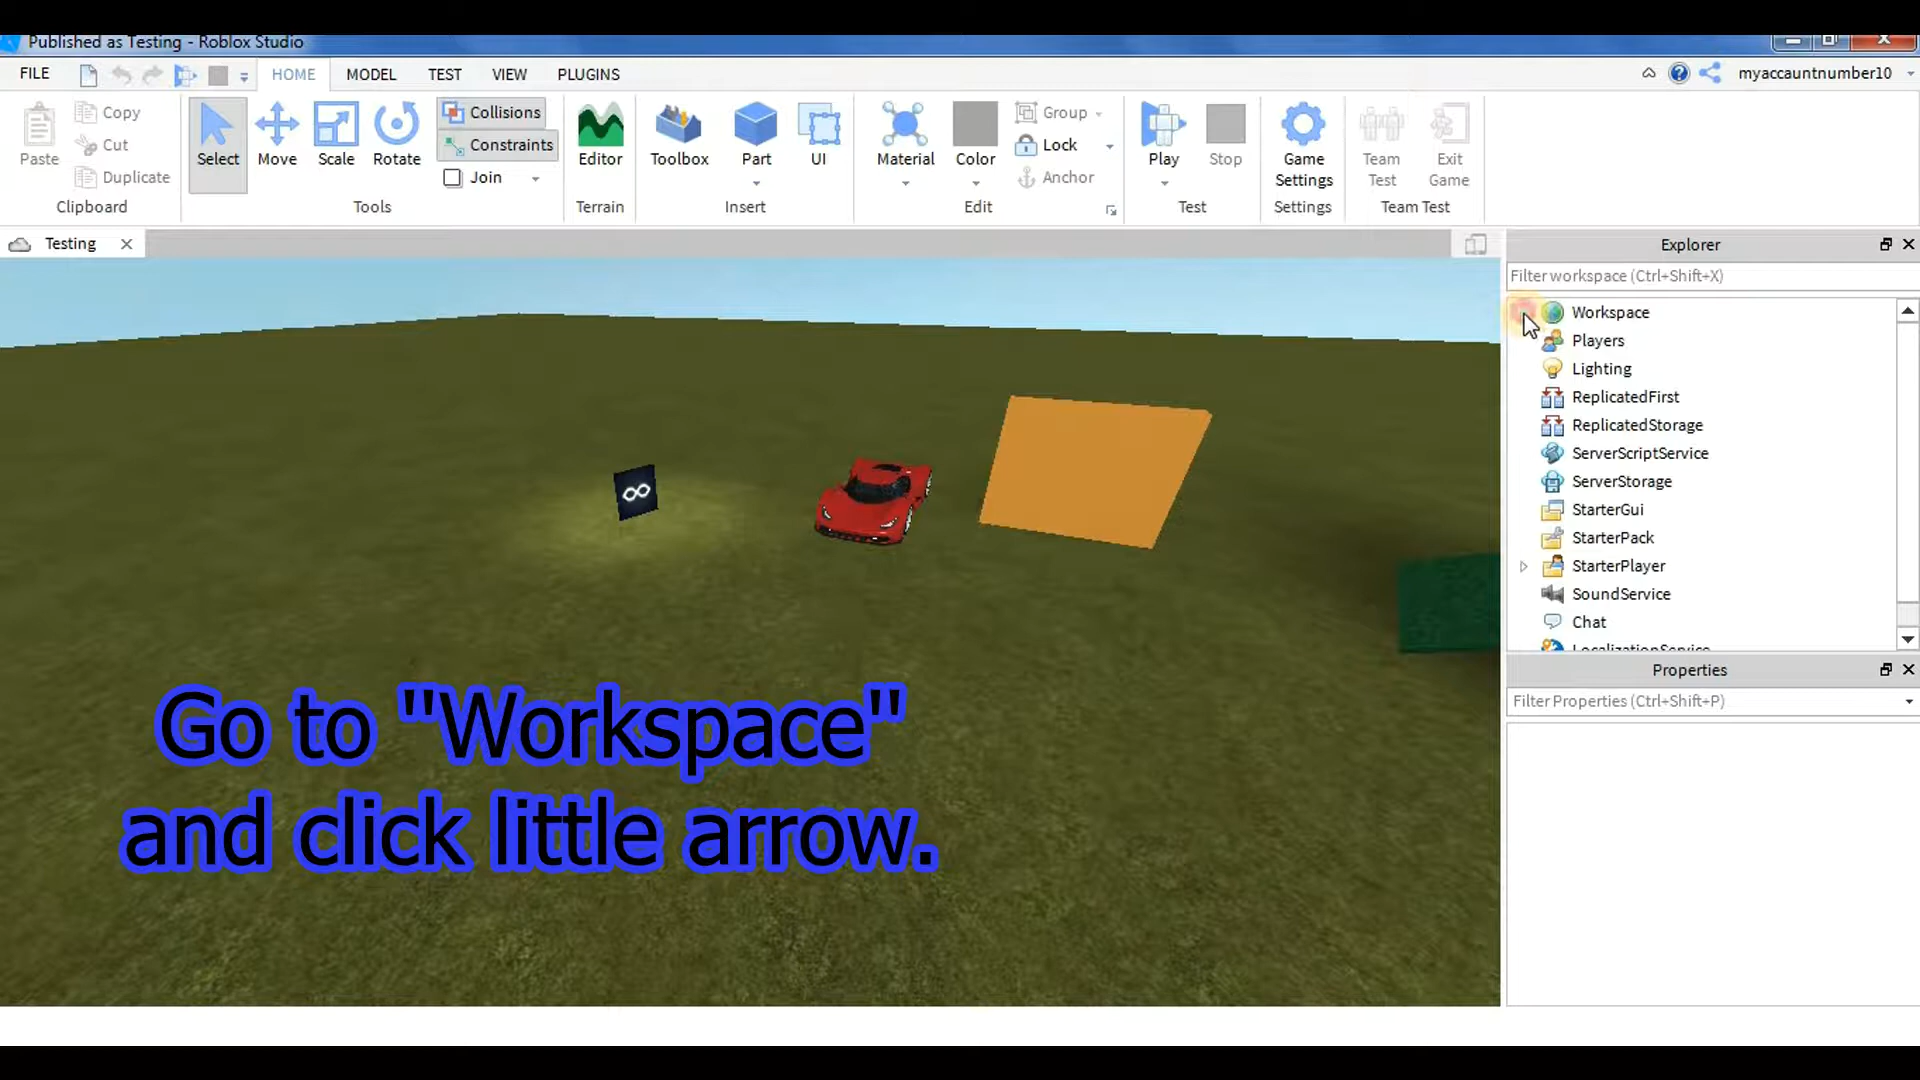 Published as Testing - Roblox Studio
FILE HOME MODEL TEST VIEW PLUGINS myaccauntnumber10
Paste Copy Cut Duplicate
Clipboard
Select Move Scale Rotate
Collisions
Constraints
Join
Tools
Editor
Terrain
Toolbox Part UI
Insert
Material Color
Group
Lock
Anchor
Edit
Play Stop
Test
Game Settings
Settings
Team Test
Exit Game
Team Test
Testing
Explorer
Filter workspace (Ctrl+Shift+X)
Workspace
Players
Lighting
ReplicatedFirst
ReplicatedStorage
ServerScriptService
ServerStorage
StarterGui
StarterPack
StarterPlayer
SoundService
Chat
LocalizationService
Properties
Filter Properties (Ctrl+Shift+P)
Go to "Workspace"
and click little arrow.